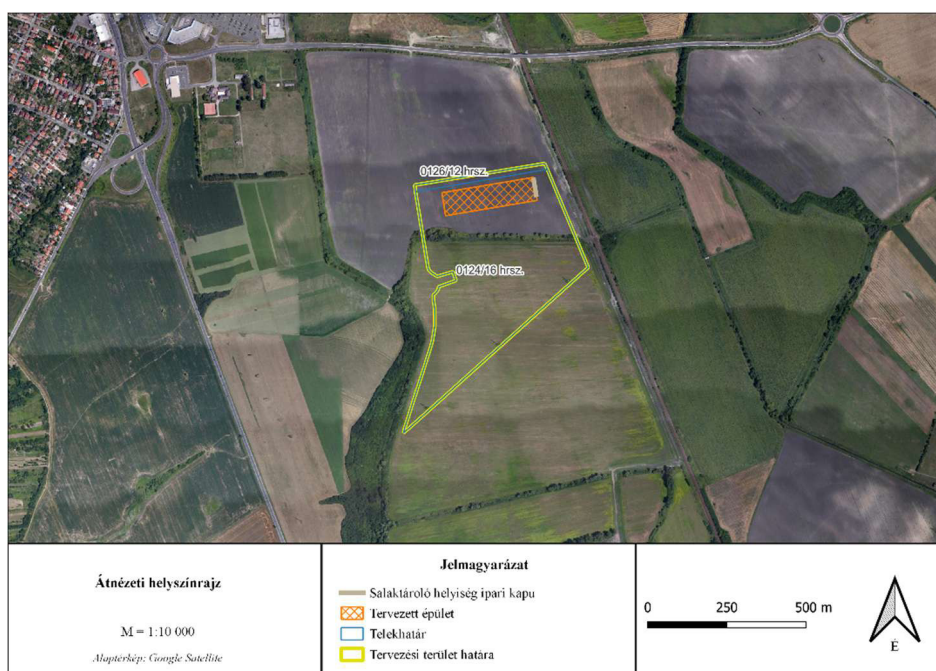 0126/12 hrsz.
0124/16 hrsz.
Átnézeti helyszínrajz
M = 1:10 000
Alaptérkép: Google Satellite
Jelmagyarázat
Salaktároló helyiség ipari kapu
Tervezett épület
Telekhatár
Tervezési terület határa
0 250 500 m
É